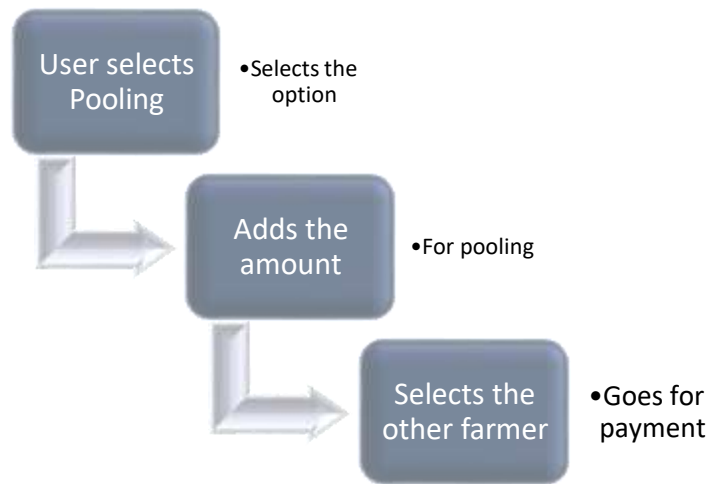 User selects
Pooling
•Selects the
option
Adds the
amount
•For pooling
Selects the
other farmer
•Goes for
payment